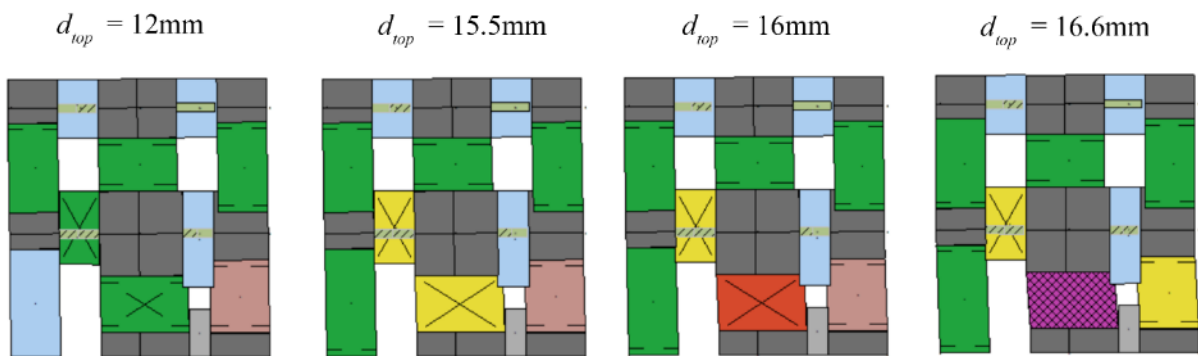 d_top = 12mm
d_top = 15.5mm
d_top = 16mm
d_top = 16.6mm